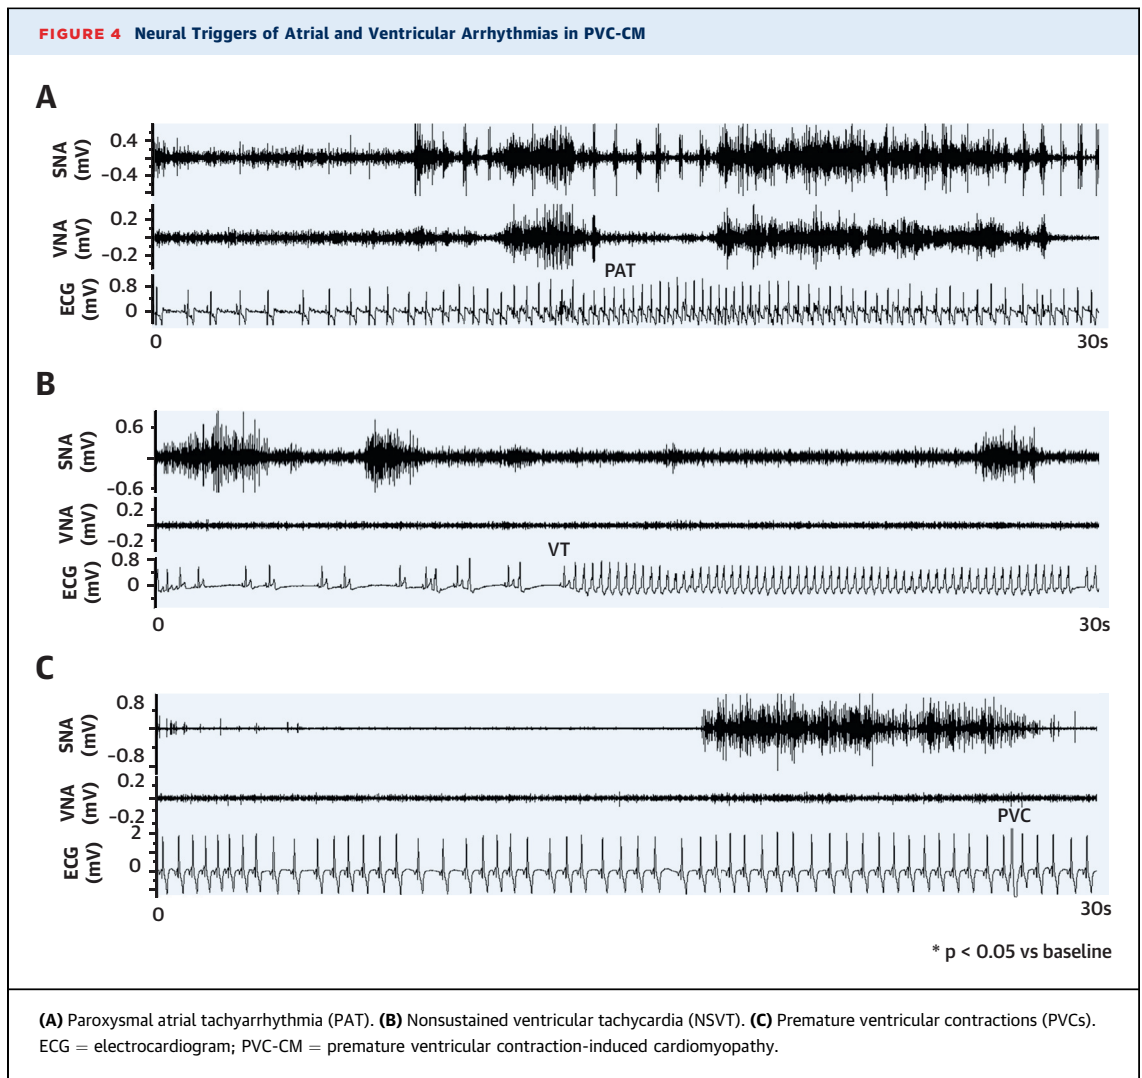 FIGURE 4 Neural Triggers of Atrial and Ventricular Arrhythmias in PVC-CM
A
SNA (mV)
0.4
−0.4
VNA (mV)
0.2
−0.2
PAT
ECG (mV)
0.8
0
0 30s
B
SNA (mV)
0.6
−0.6
VNA (mV)
0.2
−0.2
VT
ECG (mV)
0.8
0
0 30s
C
SNA (mV)
0.8
−0.8
VNA (mV)
0.2
−0.2
PVC
ECG (mV)
2
0
0 30s
* p < 0.05 vs baseline
(A) Paroxysmal atrial tachyarrhythmia (PAT). (B) Nonsustained ventricular tachycardia (NSVT). (C) Premature ventricular contractions (PVCs).
ECG = electrocardiogram; PVC-CM = premature ventricular contraction-induced cardiomyopathy.